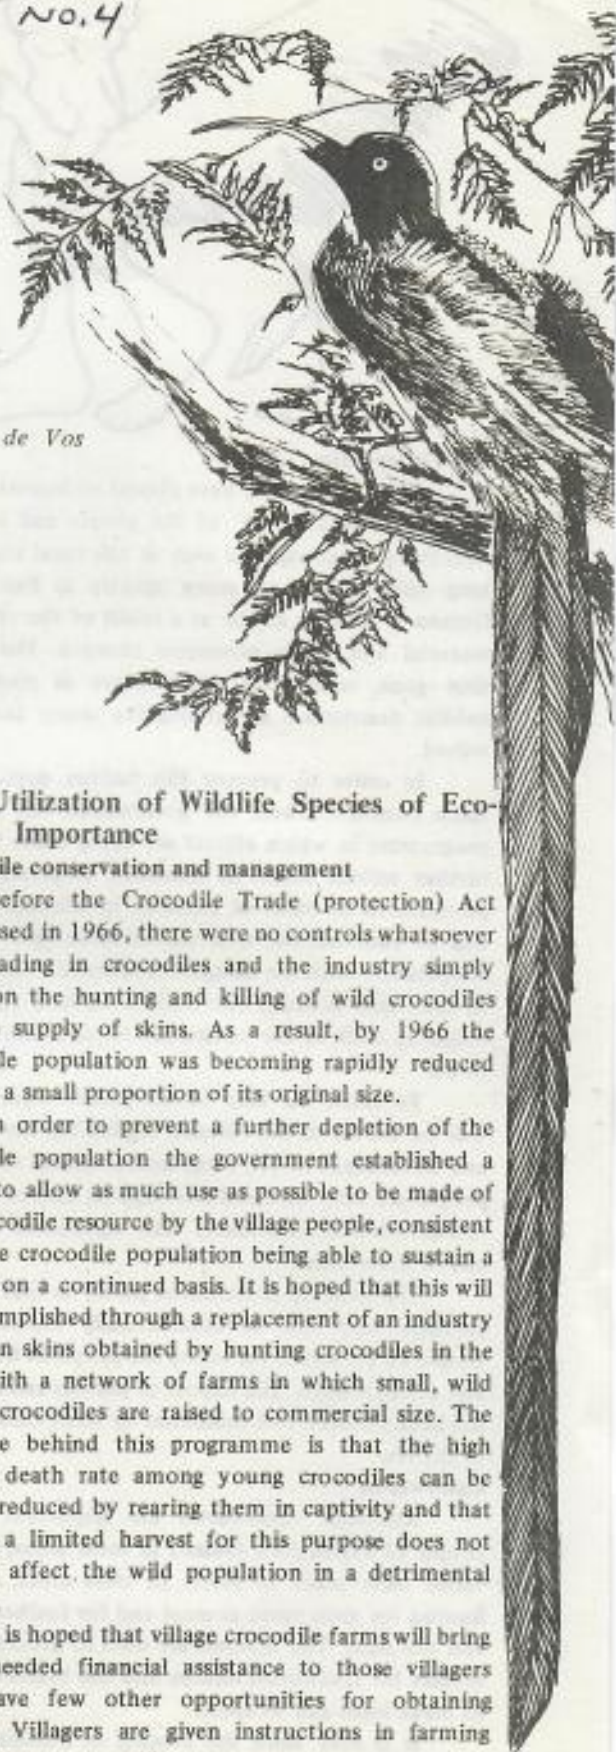 NO.4
de Vos
Utilization of Wildlife Species of Eco-
Importance
ile conservation and management
efore the Crocodile Trade (protection) Act
sed in 1966, there were no controls whatsoever
ading in crocodiles and the industry simply
on the hunting and killing of wild crocodiles
supply of skins. As a result, by 1966 the
le population was becoming rapidly reduced
a small proportion of its original size.
order to prevent a further depletion of the
le population the government established a
to allow as much use as possible to be made of
codile resource by the village people, consistent
e crocodile population being able to sustain a
on a continued basis. It is hoped that this will
mplished through a replacement of an industry
n skins obtained by hunting crocodiles in the
ith a network of farms in which small, wild
crocodiles are raised to commercial size. The
e behind this programme is that the high
death rate among young crocodiles can be
reduced by rearing them in captivity and that
a limited harvest for this purpose does not
affect the wild population in a detrimental
is hoped that village crocodile farms will bring
eeded financial assistance to those villagers
ave few other opportunities for obtaining
Villagers are given instructions in farming